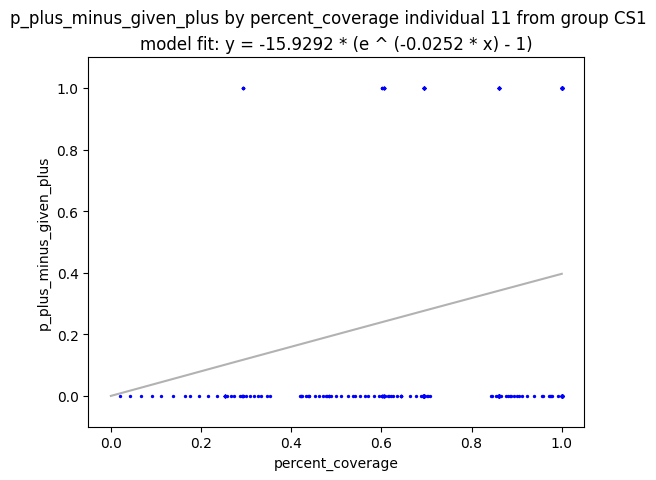 p_plus_minus_given_plus by percent_coverage individual 11 from group CS1
model fit: y = -15.9292 * (e ^ (-0.0252 * x) - 1)
1.0
0.8
0.6
0.4
0.2
0.0
p_plus_minus_given_plus
0.0 0.2 0.4 0.6 0.8 1.0
percent_coverage